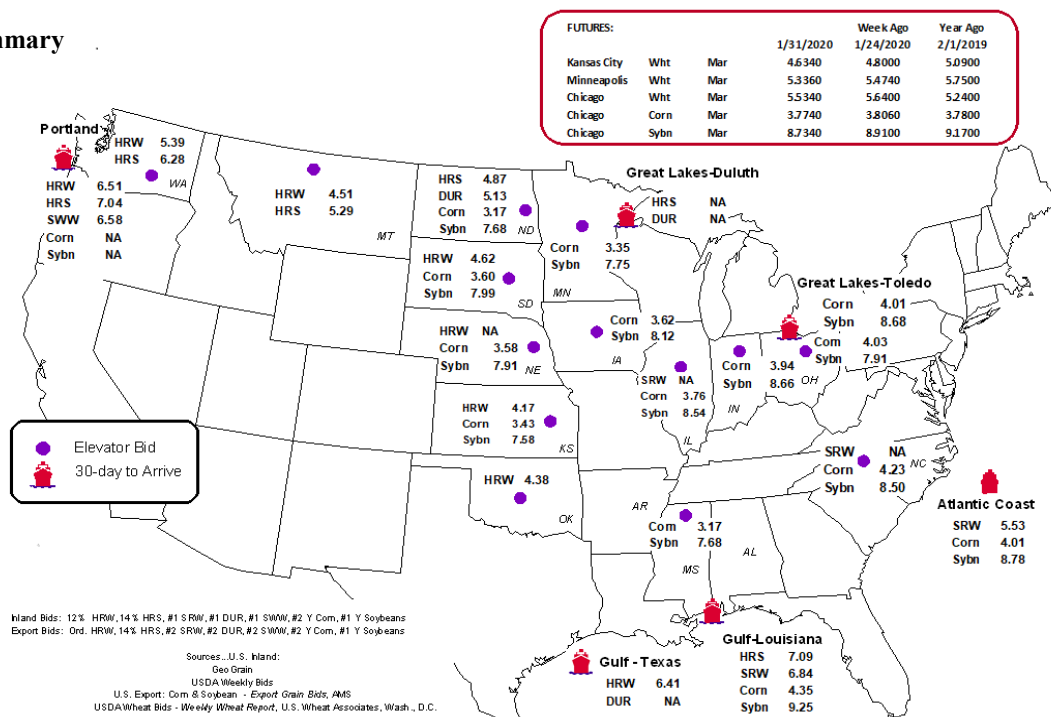 mmary
FUTURES: Week Ago Year Ago
1/31/2020 1/24/2020 2/1/2019
Kansas City Wht Mar 4.6340 4.8000 5.0900
Minneapolis Wht Mar 5.3360 5.4740 5.7500
Chicago Wht Mar 5.5340 5.6400 5.2400
Chicago Corn Mar 3.7740 3.8060 3.7800
Chicago Sybn Mar 8.7340 8.9100 9.1700
Portland
HRW 5.39
HRS 6.28
WA
HRW 6.51
HRS 7.04
SWW 6.58
Corn NA
Sybn NA
HRW 4.51
HRS 5.29
MT
HRS 4.87
DUR 5.13
Corn 3.17
Sybn 7.68
ND
Great Lakes-Duluth
HRS NA
DUR NA
Corn 3.35
Sybn 7.75
MN
HRW 4.62
Corn 3.60
Sybn 7.99
SD
Great Lakes-Toledo
Corn 4.01
Sybn 8.68
Corn 4.03
Sybn 7.91
OH
HRW NA
Corn 3.58
Sybn 7.91
NE
Corn 3.62
Sybn 8.12
IA
SRW NA
Corn 3.76
Sybn 8.54
IL
Corn 3.94
Sybn 8.66
IN
HRW 4.17
Corn 3.43
Sybn 7.58
KS
Elevator Bid
30-day to Arrive
HRW 4.38
OK
AR
SRW NA
Corn 4.23
Sybn 8.50
NC
Atlantic Coast
SRW 5.53
Corn 4.01
Sybn 8.78
Corn 3.17
Sybn 7.68
MS
AL
Inland Bids: 12% HRW, 14% HRS, #1 SRW, #1 DUR, #1 SWW, #2 Y Corn, #1 Y Soybeans
Export Bids: Ord. HRW, 14% HRS, #2 SRW, #2 DUR, #2 SWW, #2 Y Corn, #1 Y Soybeans
Sources...U.S. Inland:
Geo Grain
USDA Weekly Bids
U.S. Export: Corn & Soybean - Export Grain Bids, AMS
USDA Wheat Bids - Weekly Wheat Report, U.S. Wheat Associates, Wash., D.C.
Gulf - Texas
HRW 6.41
DUR NA
Gulf-Louisiana
HRS 7.09
SRW 6.84
Corn 4.35
Sybn 9.25